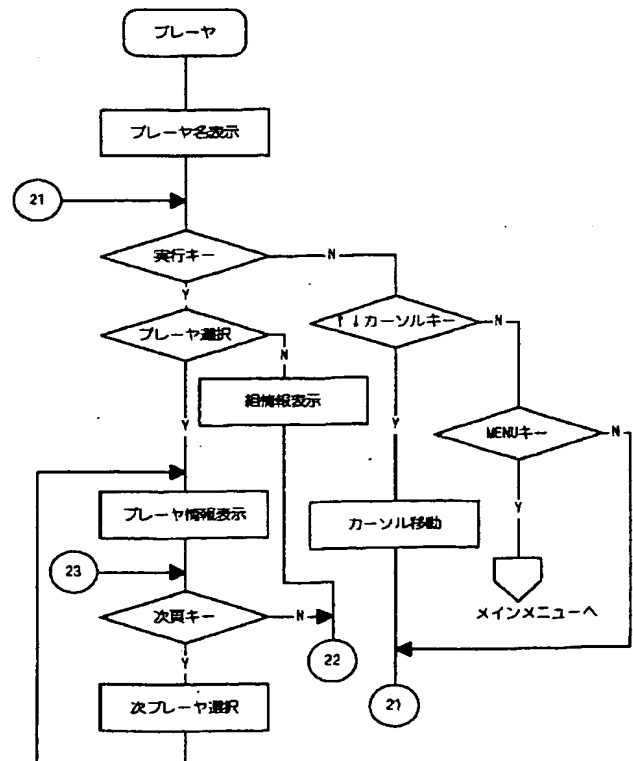 プレーヤ
プレーヤ名表示
21
実行キー
N
Y
プレーヤ選択
↑↓カーソルキー
N
N
組情報表示
MENUキー
N
Y
Y
Y
プレーヤ情報表示
カーソル移動
23
メインメニューへ
次頁キー
N
22
Y
21
次プレーヤ選択